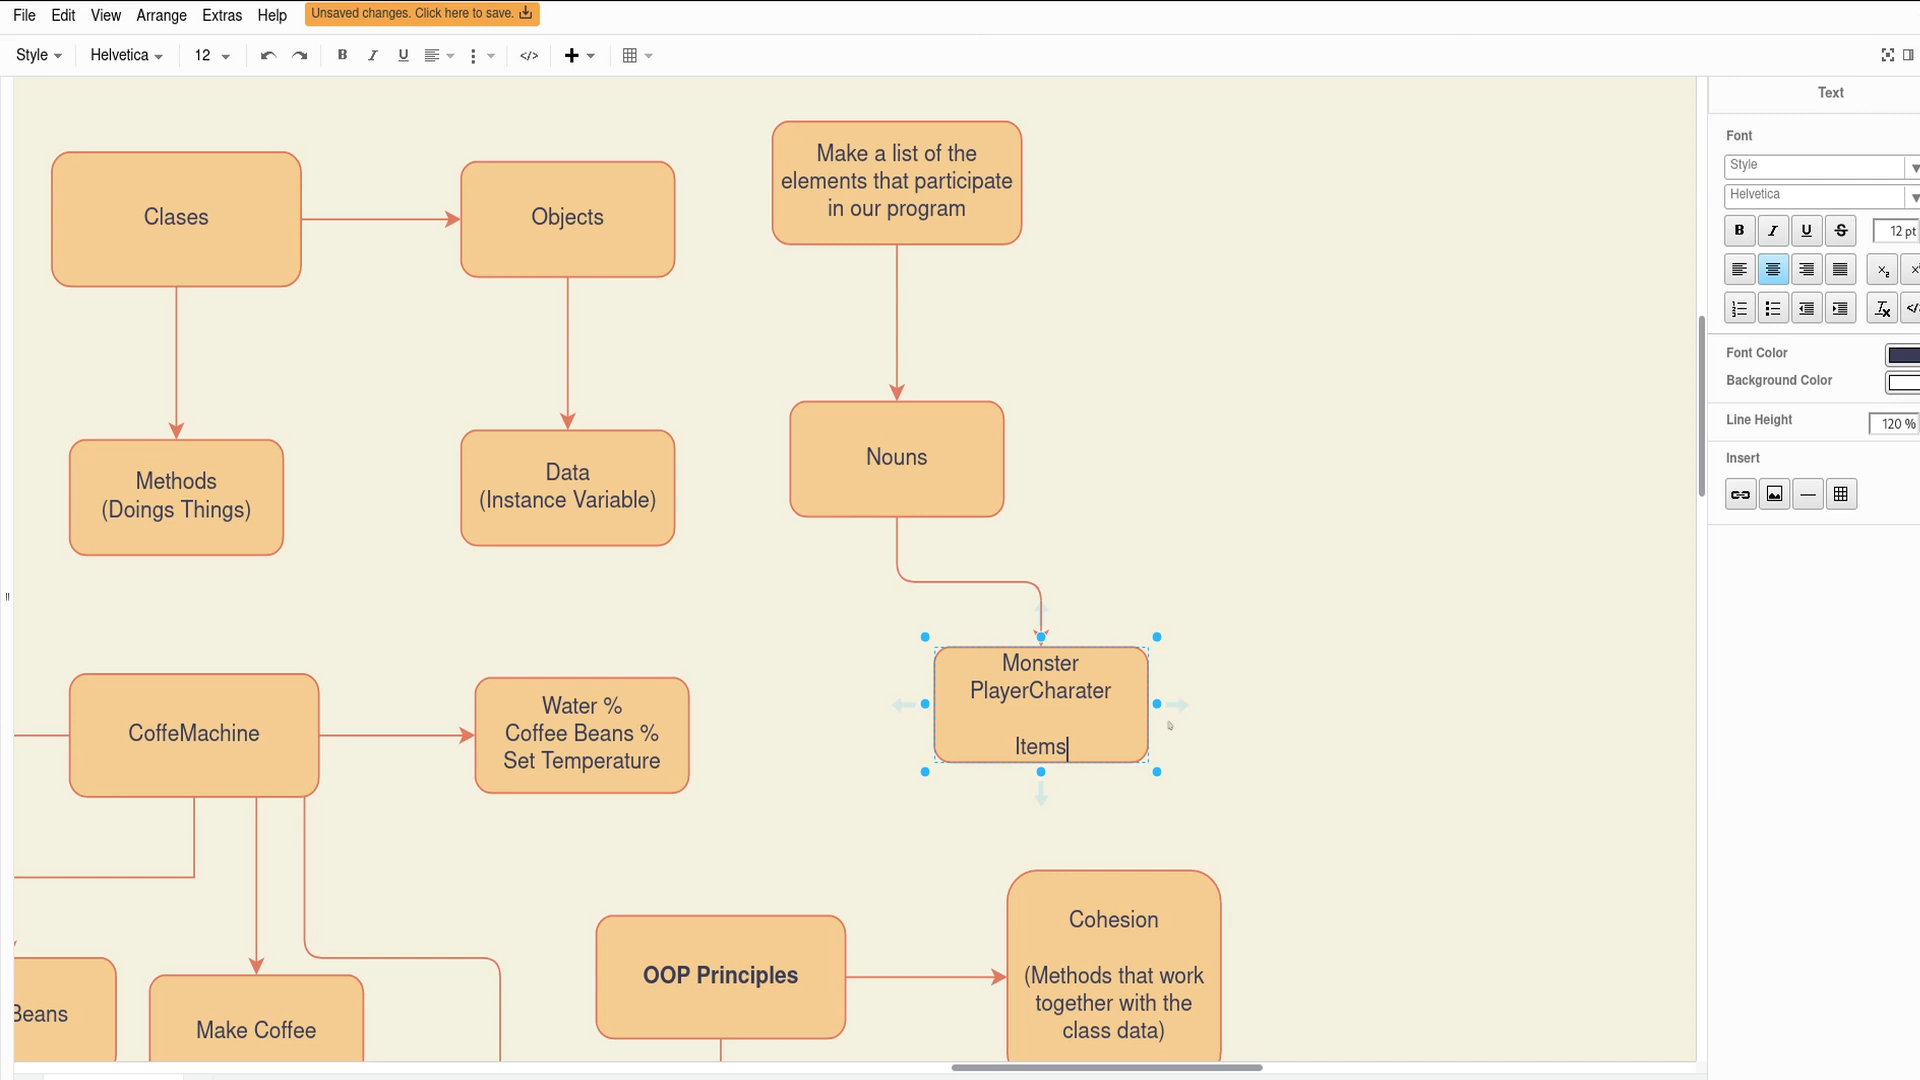 File Edit View Arrange Extras Help Unsaved changes. Click here to save.
Style Helvetica 12 B I U </>
Text
Font
Style
Helvetica
B I U S 12 pt
Font Color
Background Color
Line Height 120 %
Insert
Clases
Objects
Make a list of the
elements that participate
in our program
Methods
(Doings Things)
Data
(Instance Variable)
Nouns
Monster
PlayerCharater
Items
CoffeMachine
Water %
Coffee Beans %
Set Temperature
Beans
Make Coffee
OOP Principles
Cohesion
(Methods that work
together with the
class data)